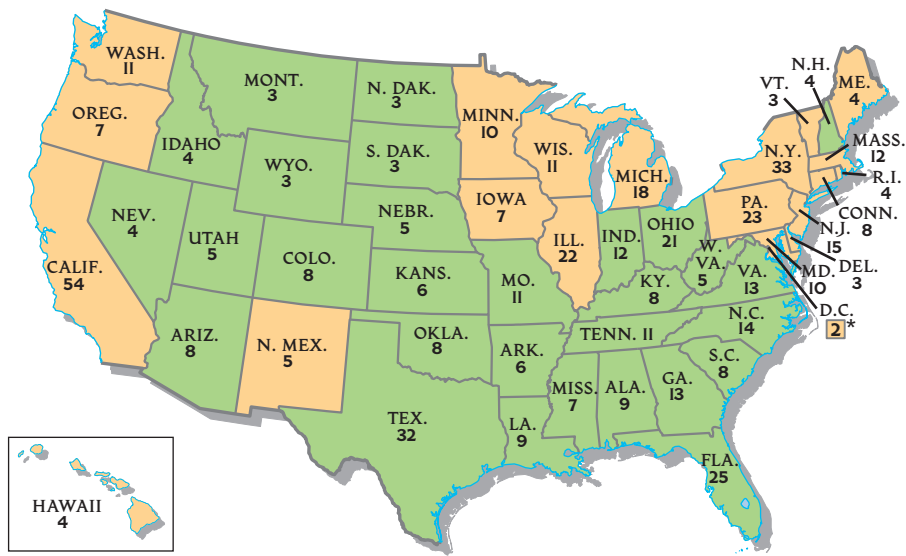 WASH.
11
OREG.
7
CALIF.
54
NEV.
4
IDAHO
4
MONT.
3
WYO.
3
UTAH
5
COLO.
8
ARIZ.
8
N. MEX.
5
N. DAK.
3
S. DAK.
3
NEBR.
5
KANS.
6
OKLA.
8
TEX.
32
MINN.
10
IOWA
7
MO.
11
ARK.
6
LA.
9
WIS.
11
ILL.
22
MICH.
18
IND.
12
OHIO
21
KY.
8
TENN. 11
MISS.
7
ALA.
9
GA.
13
FLA.
25
S.C.
8
N.C.
14
VA.
13
W.
VA.
5
PA.
23
N.Y.
33
VT.
3
N.H.
4
ME.
4
MASS.
12
R.I.
4
CONN.
8
N.J.
15
DEL.
3
MD.
10
D.C.
2*
HAWAII
4